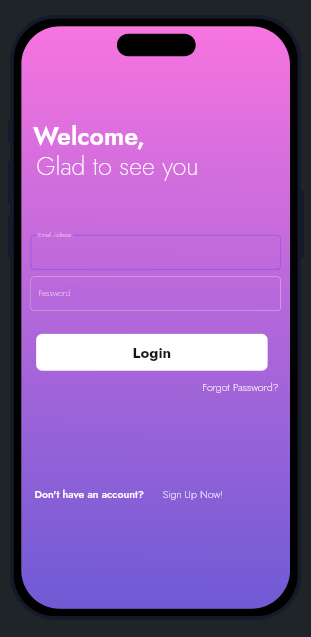 Welcome,
Glad to see you
Email Address
Password
Login
Forgot Password?
Don't have an account? Sign Up Now!